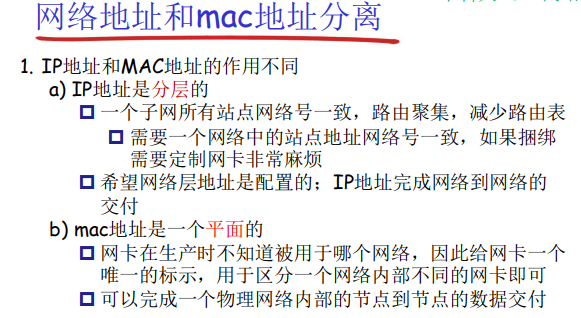 网络地址和mac地址分离
1. IP地址和MAC地址的作用不同
a) IP地址是分层的
一个子网所有站点网络号一致，路由聚集，减少路由表
需要一个网络中的站点地址网络号一致，如果捆绑
需要定制网卡非常麻烦
希望网络层地址是配置的；IP地址完成网络到网络的
交付
b) mac地址是一个平面的
网卡在生产时不知道被用于哪个网络，因此给网卡一个
唯一的标示，用于区分一个网络内部不同的网卡即可
可以完成一个物理网络内部的节点到节点的数据交付